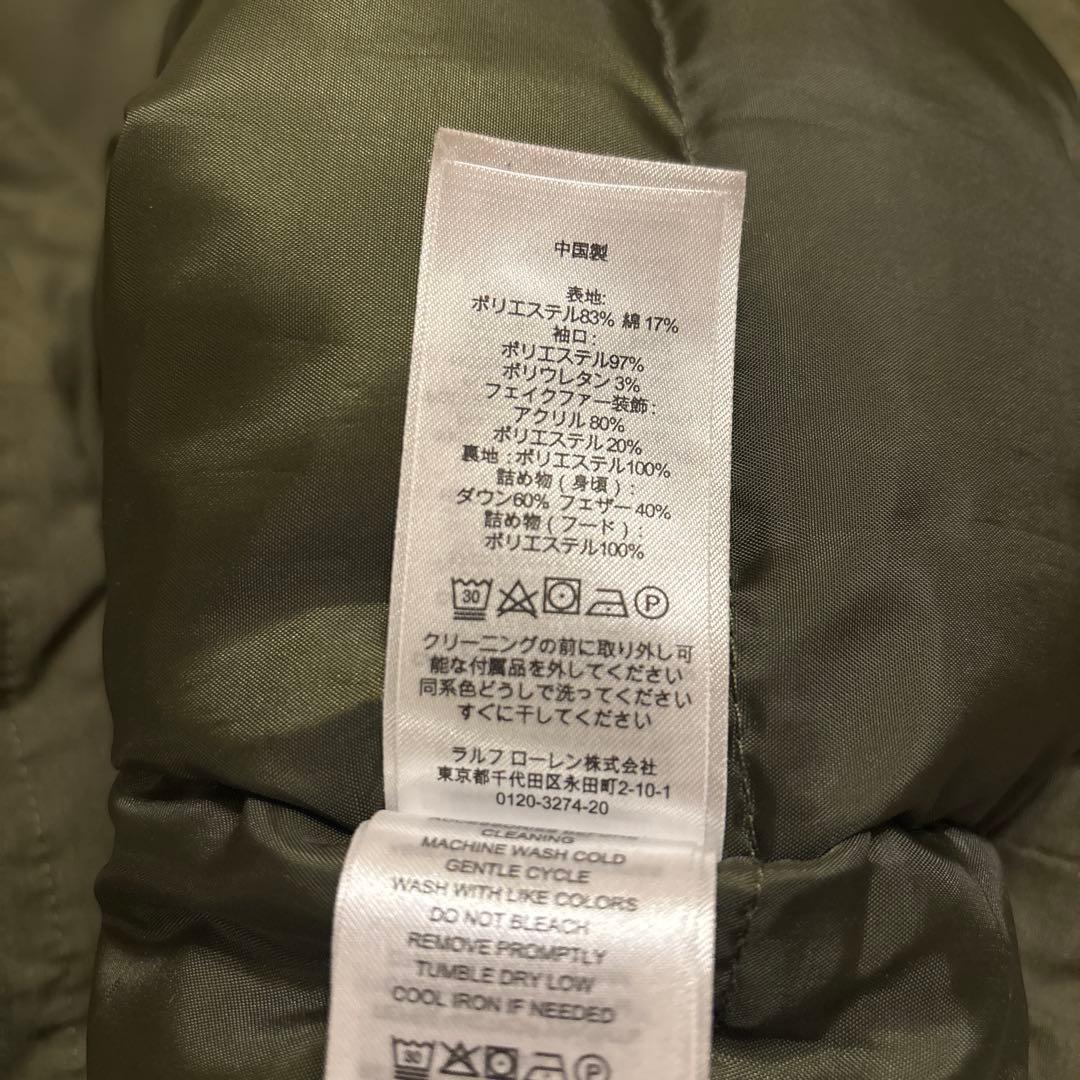 中国製
表地:
ポリエステル83% 綿 17%
袖口:
ポリエステル97%
ポリウレタン 3%
フェイクファー装飾:
アクリル 80%
ポリエステル 20%
裏地:ポリエステル100%
詰め物(身頃):
ダウン60% フェザー 40%
詰め物(フード):
ポリエステル100%
30
P
クリーニングの前に取り外し可
能な付属品を外してください
同系色どうしで洗ってください
すぐに干してください
ラルフ ローレン株式会社
東京都千代田区永田町2-10-1
0120-3274-20
CLEANING
MACHINE WASH COLD
GENTLE CYCLE
WASH WITH LIKE COLORS
DO NOT BLEACH
REMOVE PROMPTLY
TUMBLE DRY LOW
COOL IRON IF NEEDED
30
P